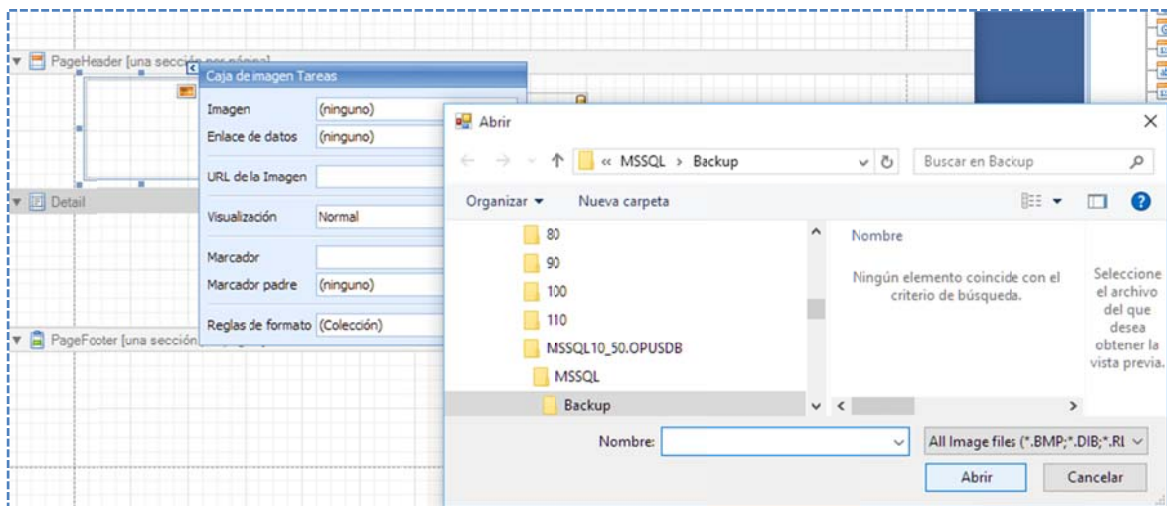 PageHeader [una sección por página]
Caja de imagen Tareas
Imagen (ninguno)
Enlace de datos (ninguno)
URL de la Imagen
Visualización Normal
Marcador
Marcador padre (ninguno)
Reglas de formato (Colección)
Detail
PageFooter [una sección
Abrir
« MSSQL > Backup
Buscar en Backup
Organizar
Nueva carpeta
80
90
100
110
MSSQL10_50.OPUSDB
MSSQL
Backup
Nombre
Ningún elemento coincide con el
criterio de búsqueda.
Seleccione
el archivo
del que
desea
obtener la
vista previa.
Nombre:
All Image files (*.BMP;*.DIB;*.RL
Abrir
Cancelar